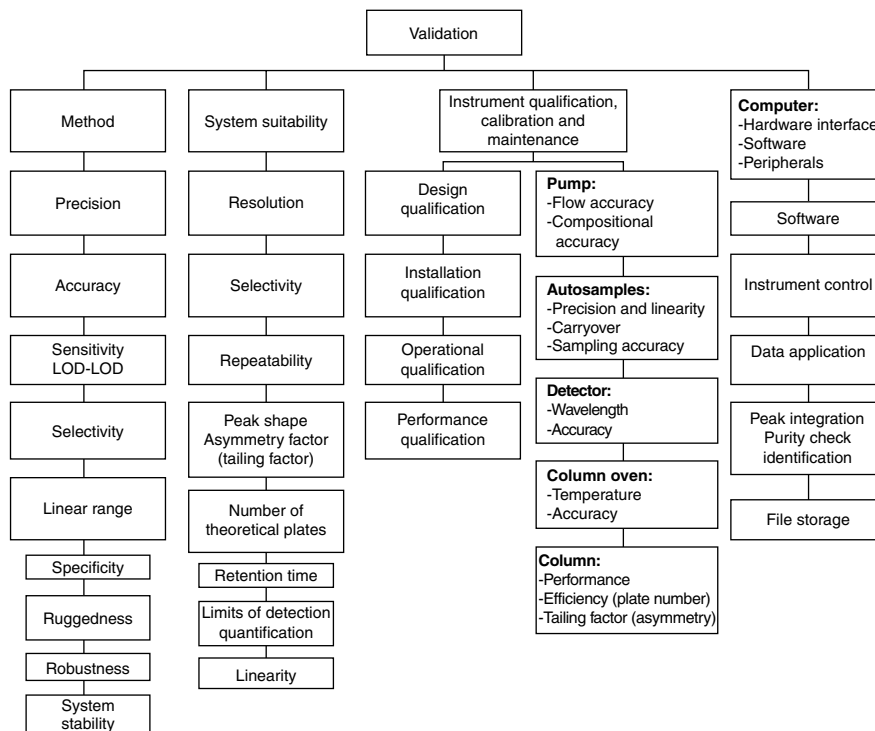 Validation
Method
Precision
Accuracy
Sensitivity
LOD-LOD
Selectivity
Linear range
Specificity
Ruggedness
Robustness
System
stability
System suitability
Resolution
Selectivity
Repeatability
Peak shape
Asymmetry factor
(tailing factor)
Number of
theoretical plates
Retention time
Limits of detection
quantification
Linearity
Instrument qualification,
calibration and
maintenance
Design
qualification
Installation
qualification
Operational
qualification
Performance
qualification
Pump:
-Flow accuracy
-Compositional
accuracy
Autosamples:
-Precision and linearity
-Carryover
-Sampling accuracy
Detector:
-Wavelength
-Accuracy
Column oven:
-Temperature
-Accuracy
Column:
-Performance
-Efficiency (plate number)
-Tailing factor (asymmetry)
Computer:
-Hardware interface
-Software
-Peripherals
Software
Instrument control
Data application
Peak integration
Purity check
identification
File storage